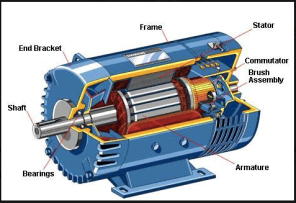 Frame
Stator
End Bracket
Commutator
Brush
Assembly
Shaft
Bearings
Armature